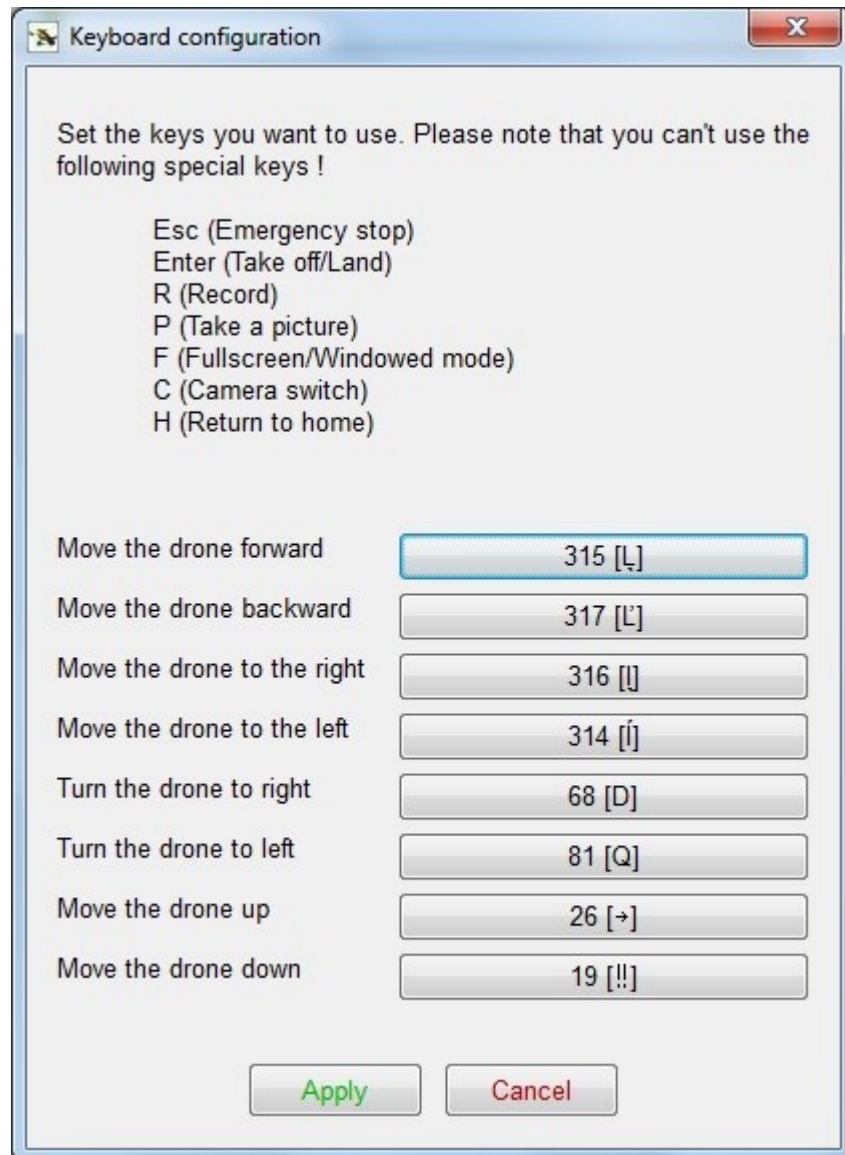 Keyboard configuration
Set the keys you want to use. Please note that you can't use the
following special keys !
Esc (Emergency stop)
Enter (Take off/Land)
R (Record)
P (Take a picture)
F (Fullscreen/Windowed mode)
C (Camera switch)
H (Return to home)
Move the drone forward 315 [Ļ]
Move the drone backward 317 [Ľ]
Move the drone to the right 316 [ļ]
Move the drone to the left 314 [ĺ]
Turn the drone to right 68 [D]
Turn the drone to left 81 [Q]
Move the drone up 26 [→]
Move the drone down 19 [‼]
Apply Cancel